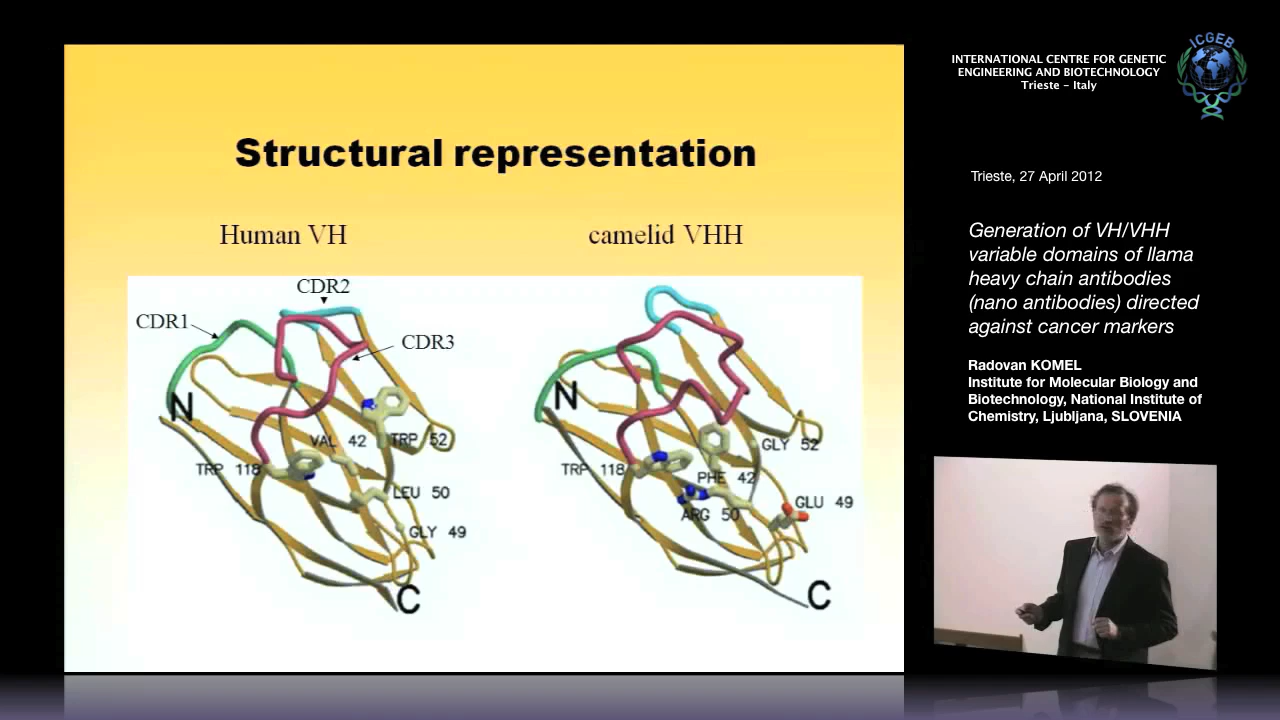 Structural representation
Human VH
camelid VHH
CDR2
CDR1
CDR3
N
VAL 42
TRP 52
TRP 118
LEU 50
GLY 49
C
N
GLY 52
TRP 118
PHE 42
GLU 49
ARG 50
C
INTERNATIONAL CENTRE FOR GENETIC
ENGINEERING AND BIOTECHNOLOGY
Trieste - Italy
ICGEB
Trieste, 27 April 2012
Generation of VH/VHH
variable domains of llama
heavy chain antibodies
(nano antibodies) directed
against cancer markers
Radovan KOMEL
Institute for Molecular Biology and
Biotechnology, National Institute of
Chemistry, Ljubljana, SLOVENIA